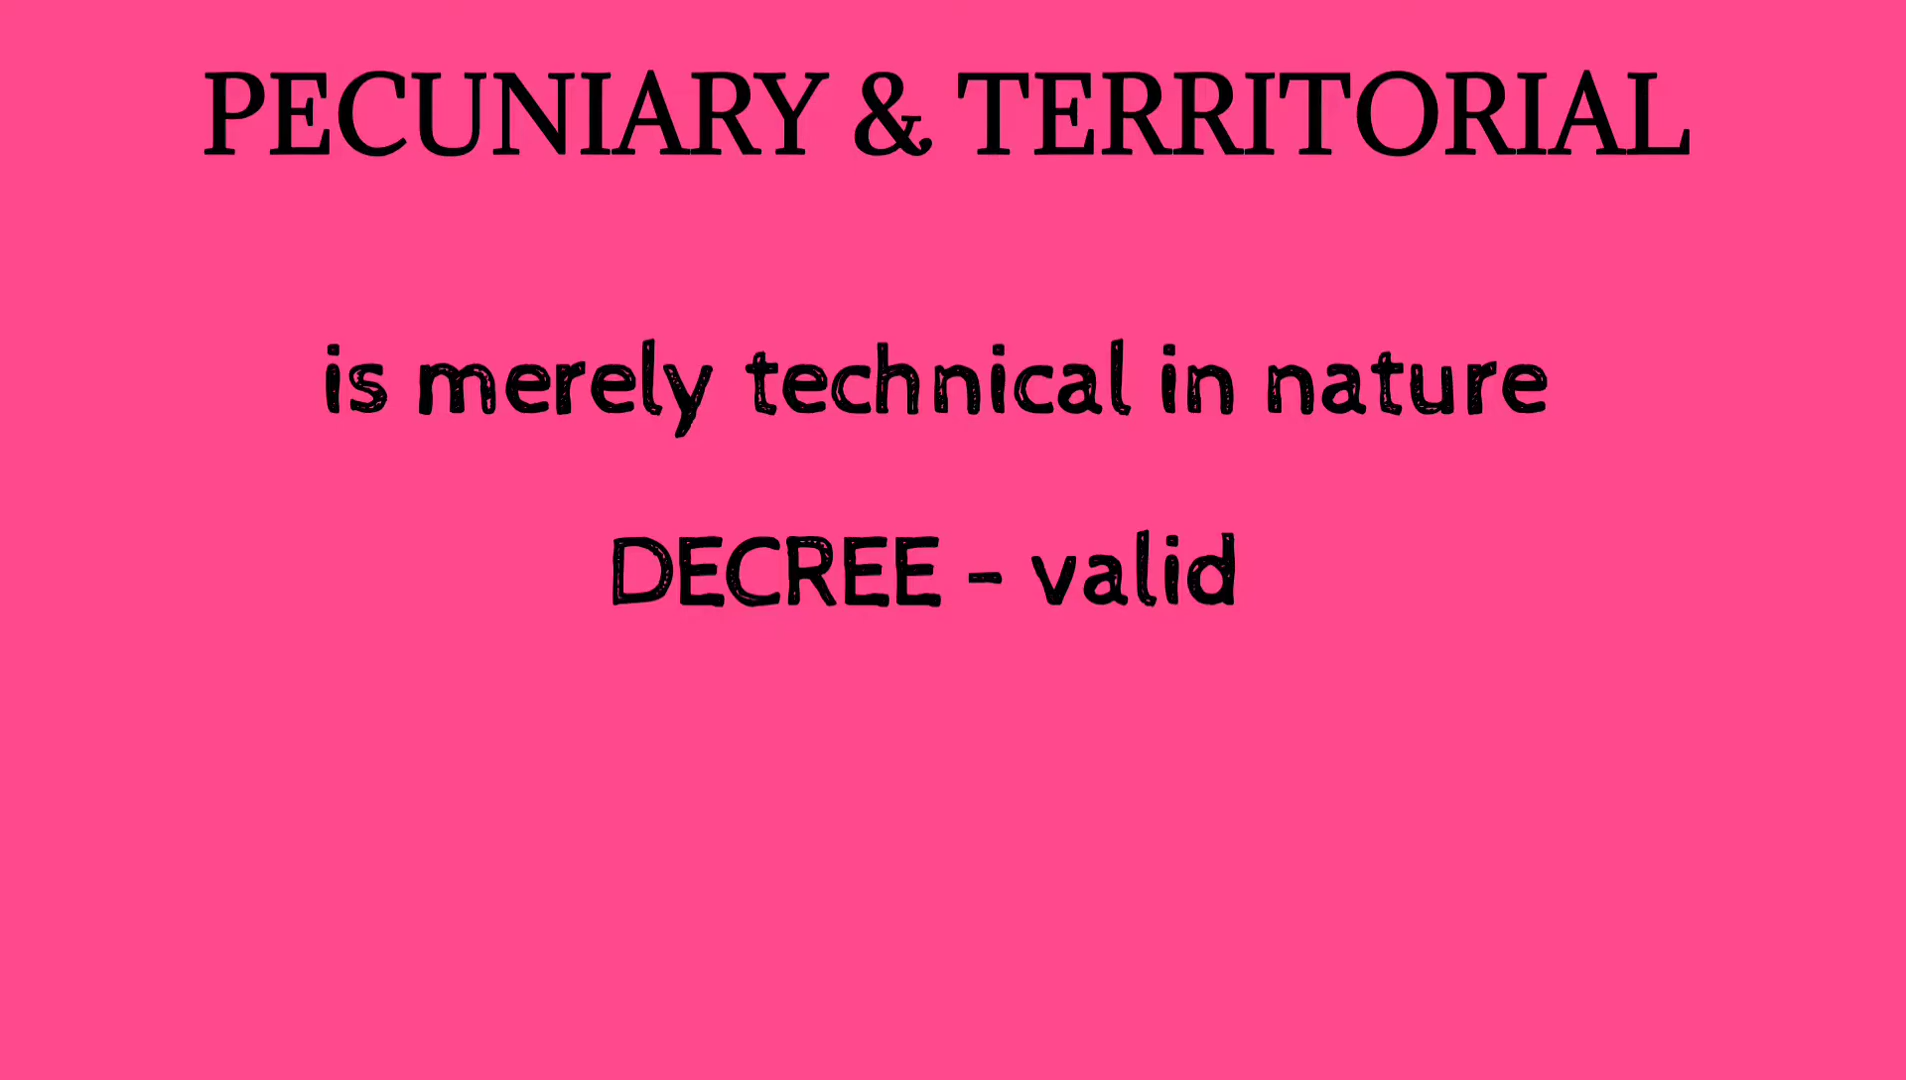 PECUNIARY & TERRITORIAL
is merely technical in nature
DECREE - valid